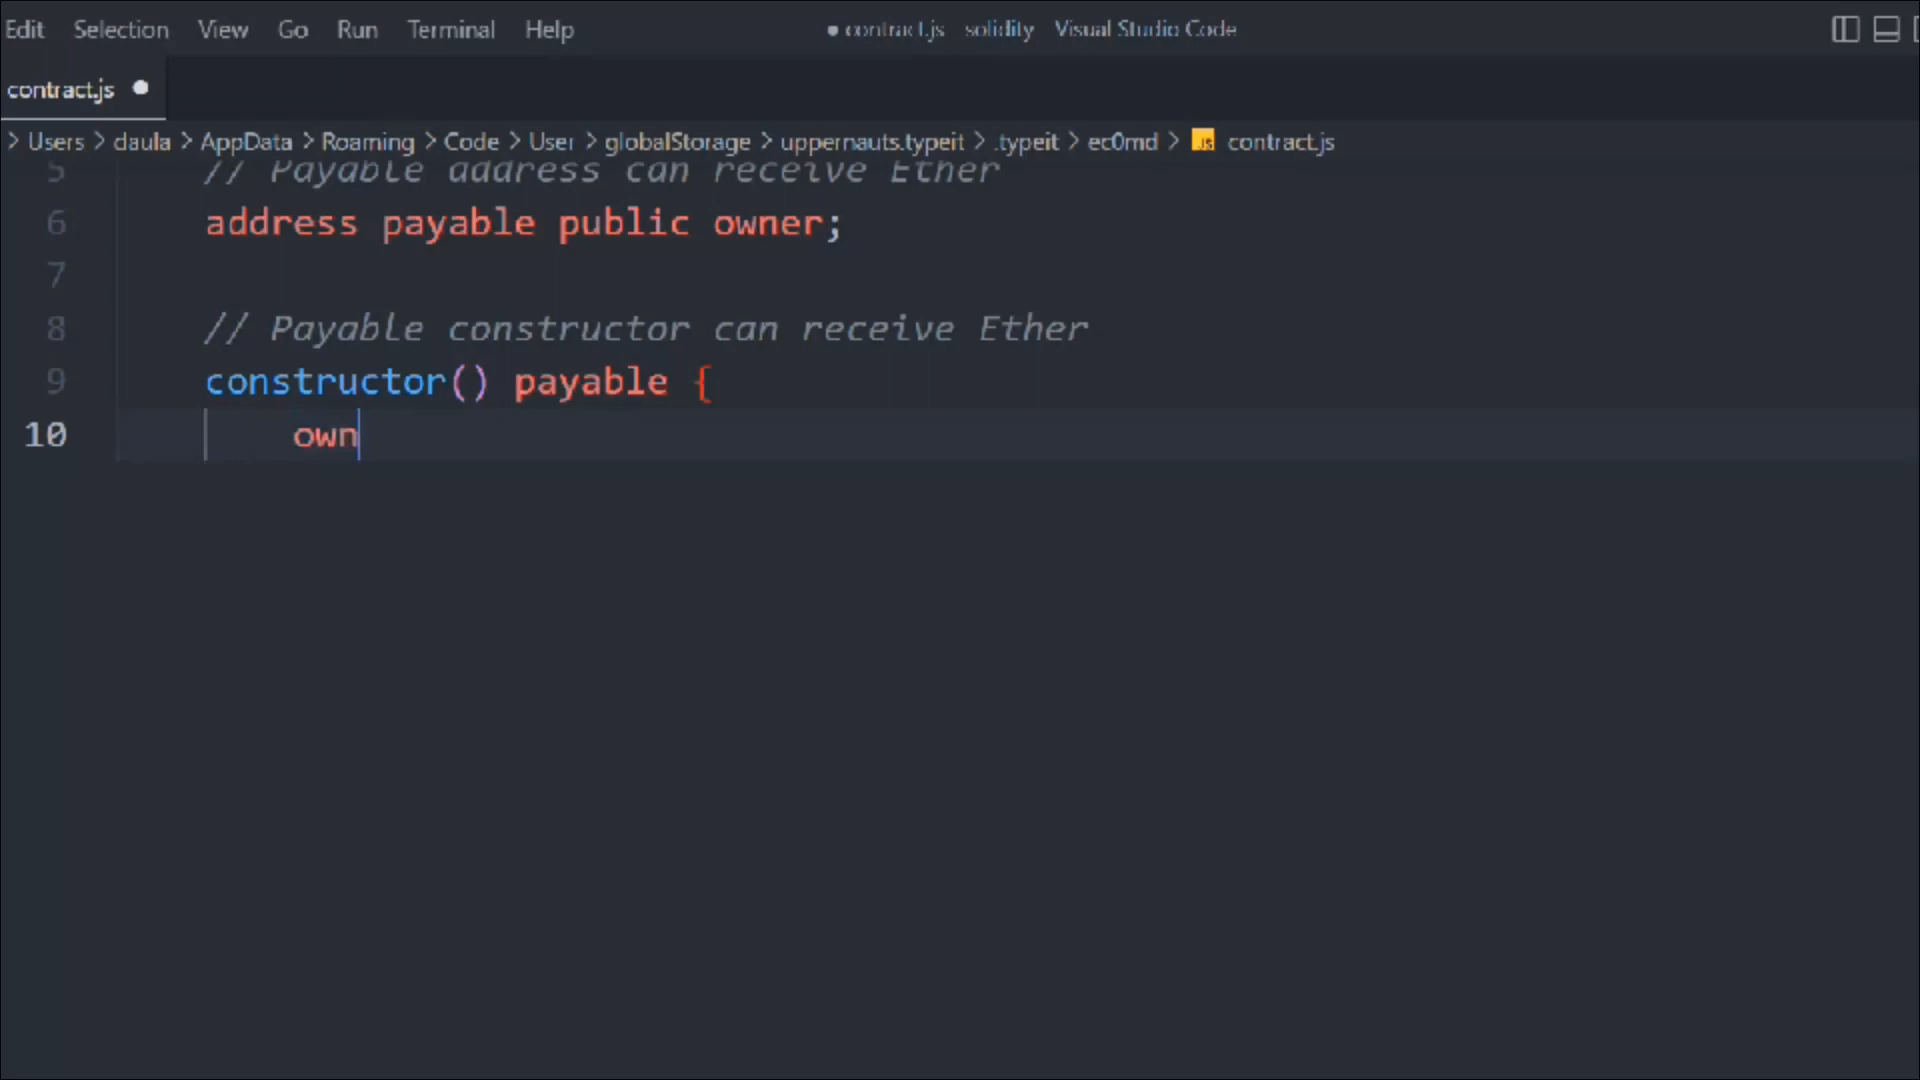 Edit Selection View Go Run Terminal Help ● contract.js solidity Visual Studio Code
contract.js ●
> Users > daula > AppData > Roaming > Code > User > globalStorage > uppernauts.typeit > .typeit > ec0md > JS contract.js
5 // Payable address can receive Ether
6 address payable public owner;
7
8 // Payable constructor can receive Ether
9 constructor() payable {
10 own